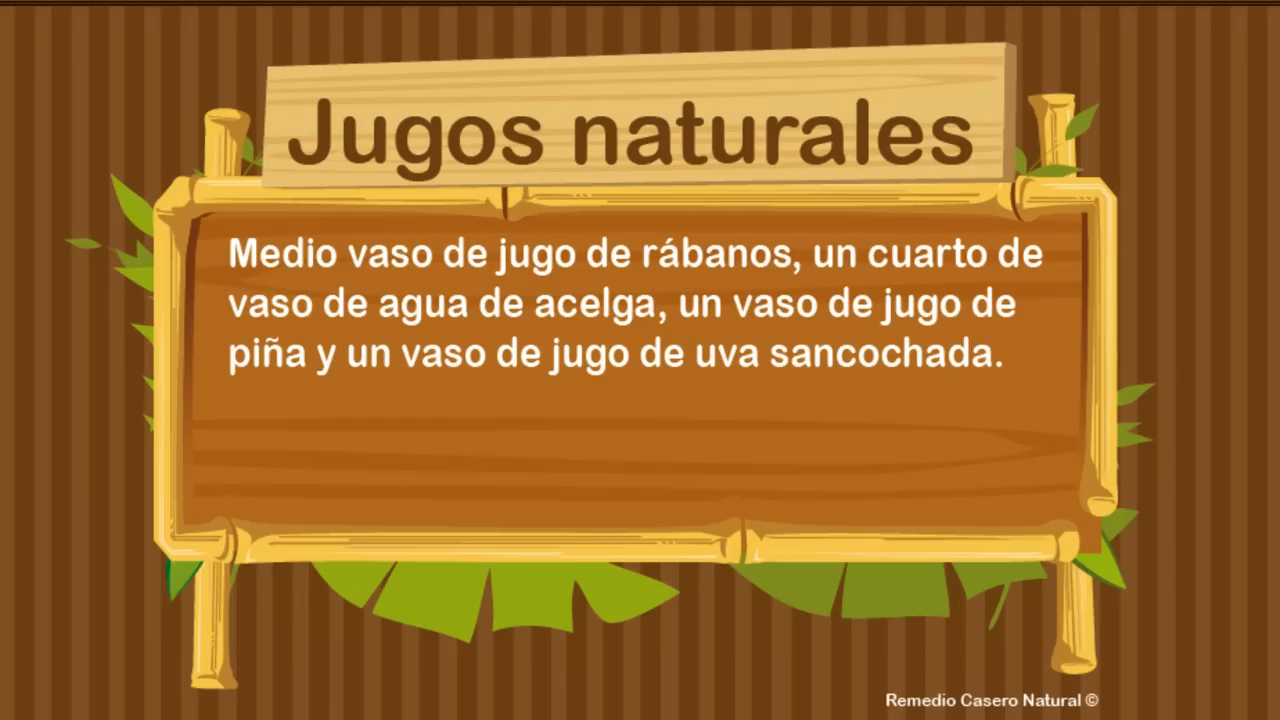 Jugos naturales
Medio vaso de jugo de rábanos, un cuarto de
vaso de agua de acelga, un vaso de jugo de
piña y un vaso de jugo de uva sancochada.
Remedio Casero Natural ©